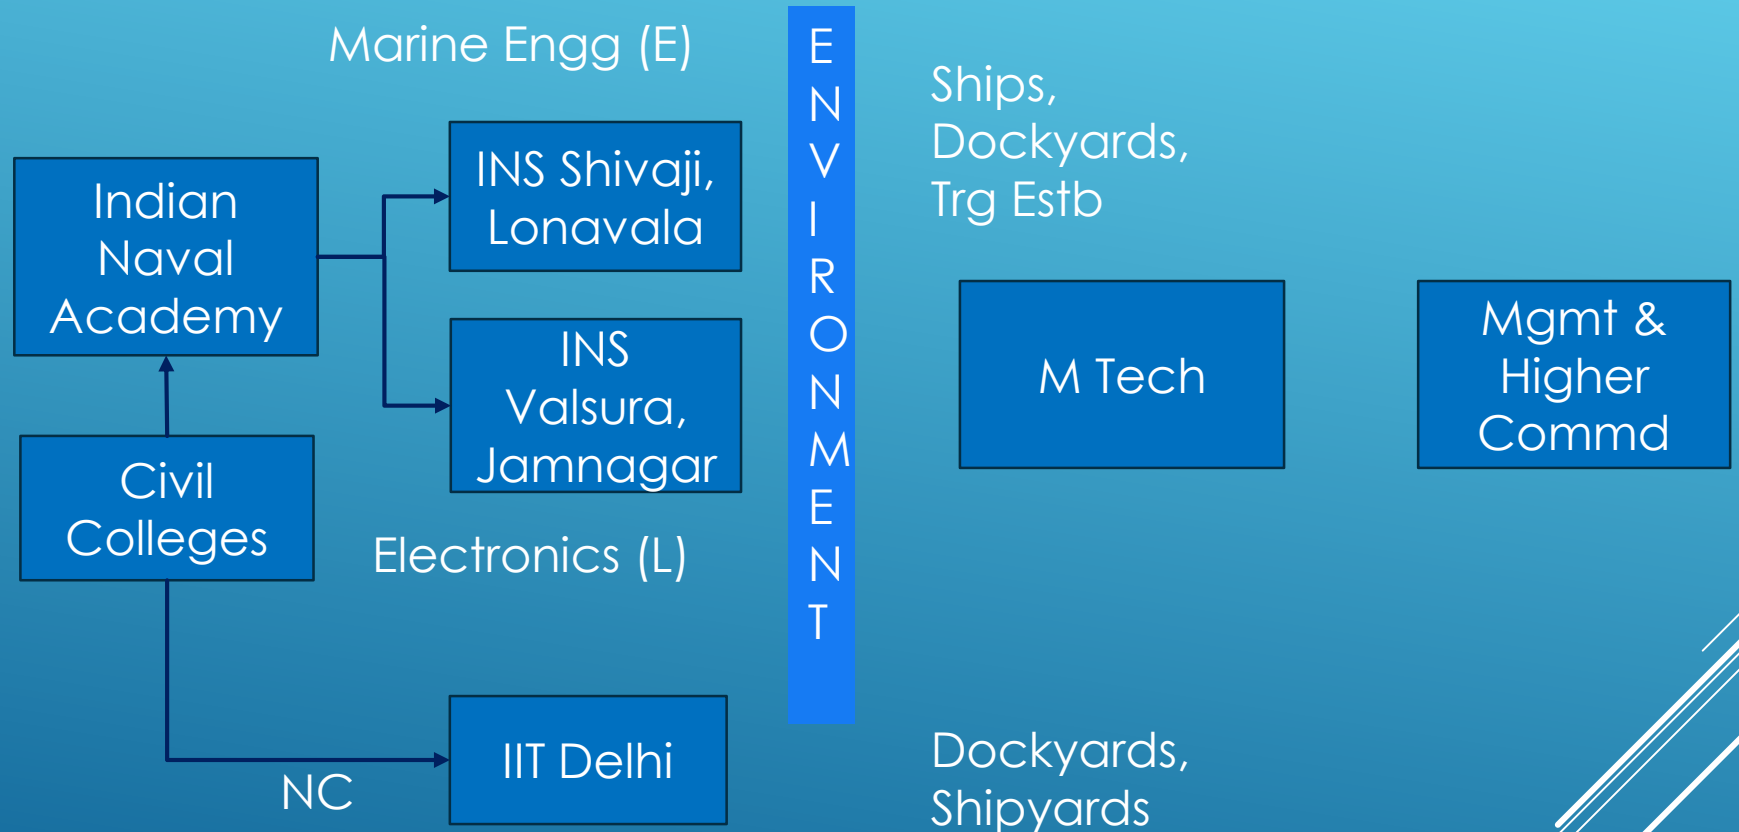 Marine Engg (E)
Indian
Naval
Academy
INS Shivaji,
Lonavala
INS
Valsura,
Jamnagar
Civil
Colleges
Electronics (L)
NC
IIT Delhi
E
N
V
I
R
O
N
M
E
N
T
Ships,
Dockyards,
Trg Estb
M Tech
Mgmt &
Higher
Commd
Dockyards,
Shipyards